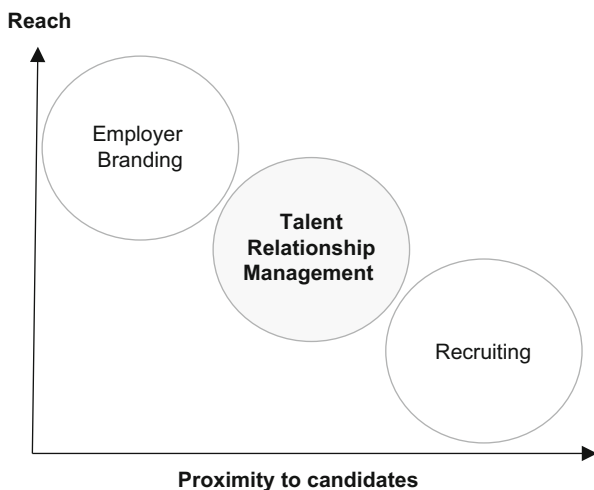 Reach
Employer
Branding
Talent
Relationship
Management
Recruiting
Proximity to candidates